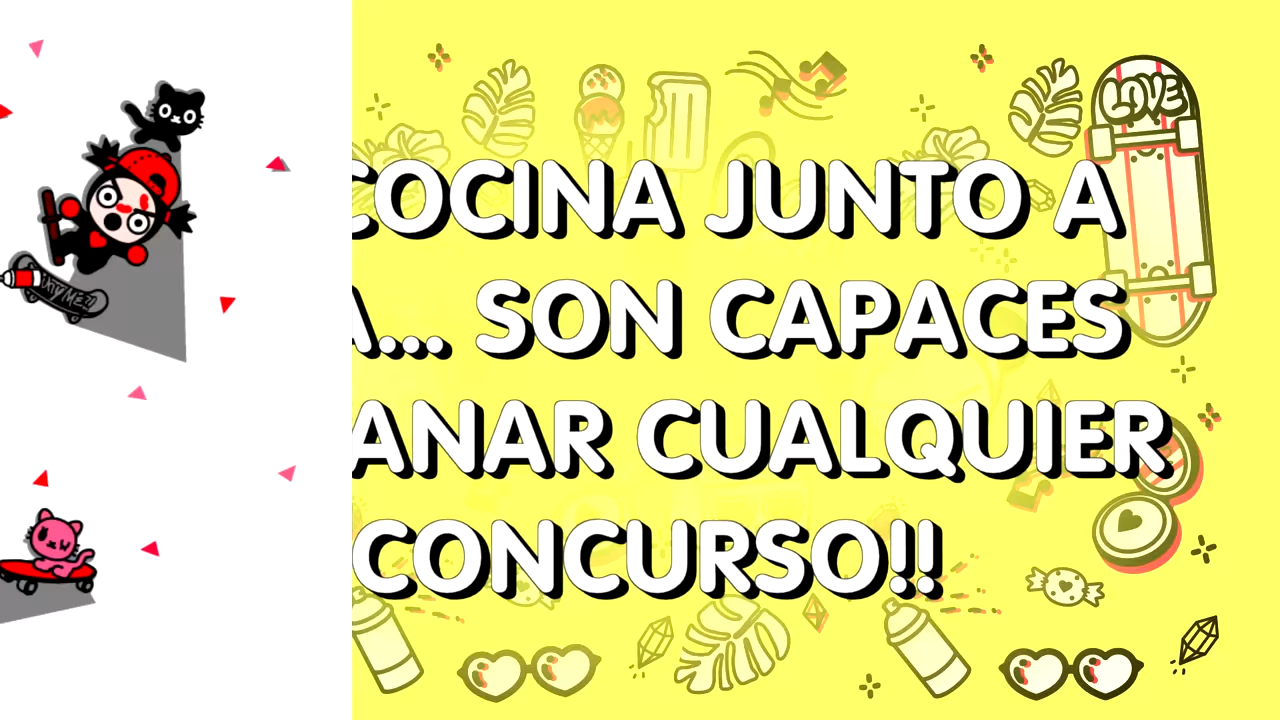 COCINA JUNTO A
A... SON CAPACES
ANAR CUALQUIER
CONCURSO!!
LOVE